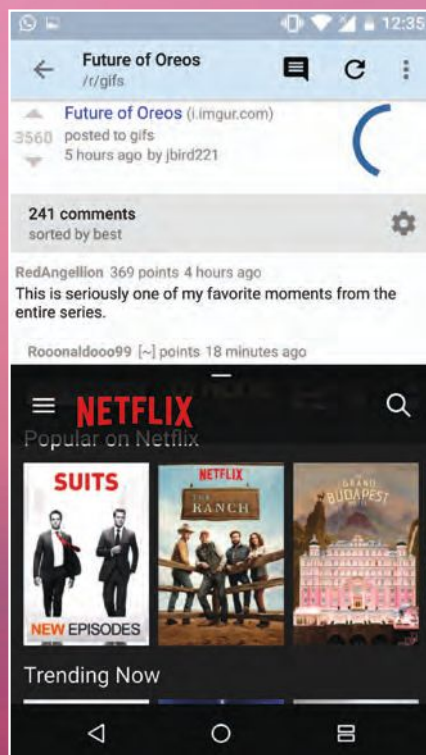 12:35
Future of Oreos
/r/gifs
Future of Oreos (i.imgur.com)
3560
posted to gifs
5 hours ago by jbird221
241 comments
sorted by best
RedAngellion 369 points 4 hours ago
This is seriously one of my favorite moments from the
entire series.
Rooonaldooo99 [~] points 18 minutes ago
NETFLIX
Popular on Netflix
SUITS
NEW EPISODES
NETFLIX
THE
RANCH
THE
GRAND
BUDAPEST
HOTEL
Trending Now